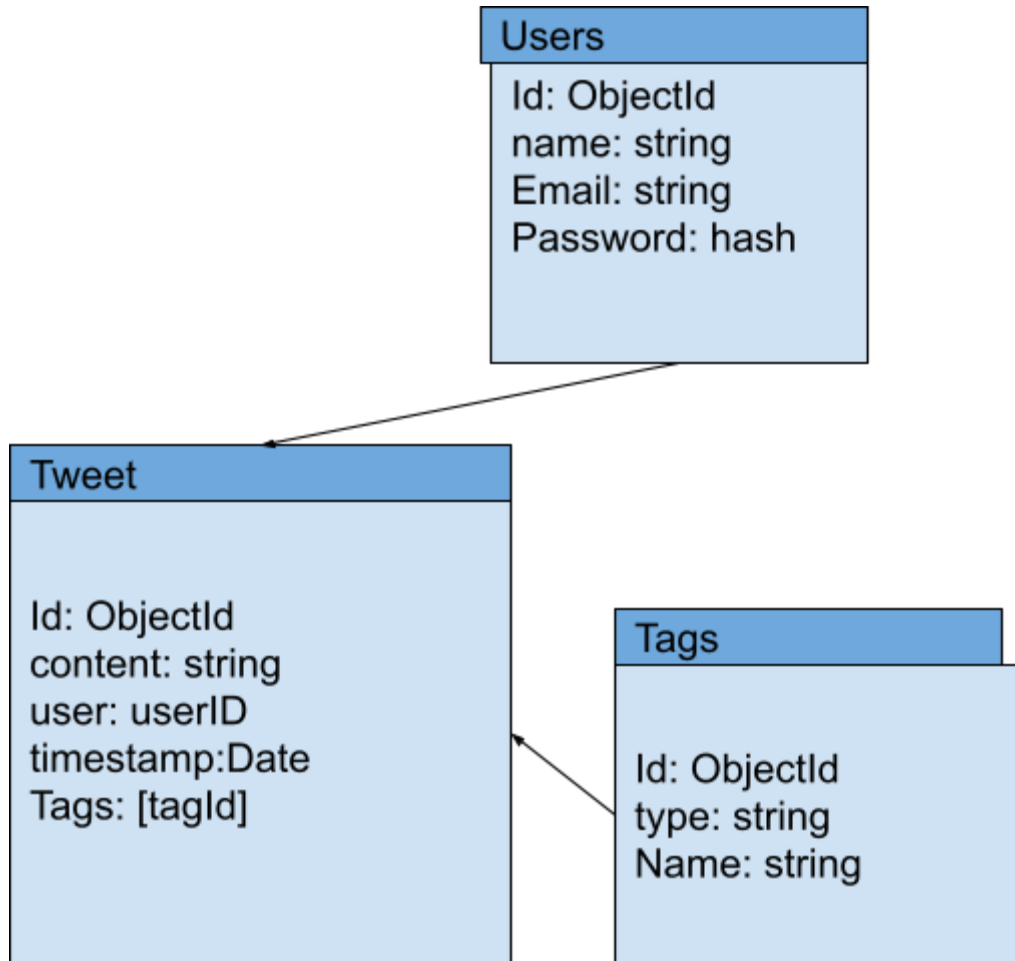 Users
Id: ObjectId
name: string
Email: string
Password: hash
Tweet
Id: ObjectId
content: string
user: userID
timestamp:Date
Tags: [tagId]
Tags
Id: ObjectId
type: string
Name: string